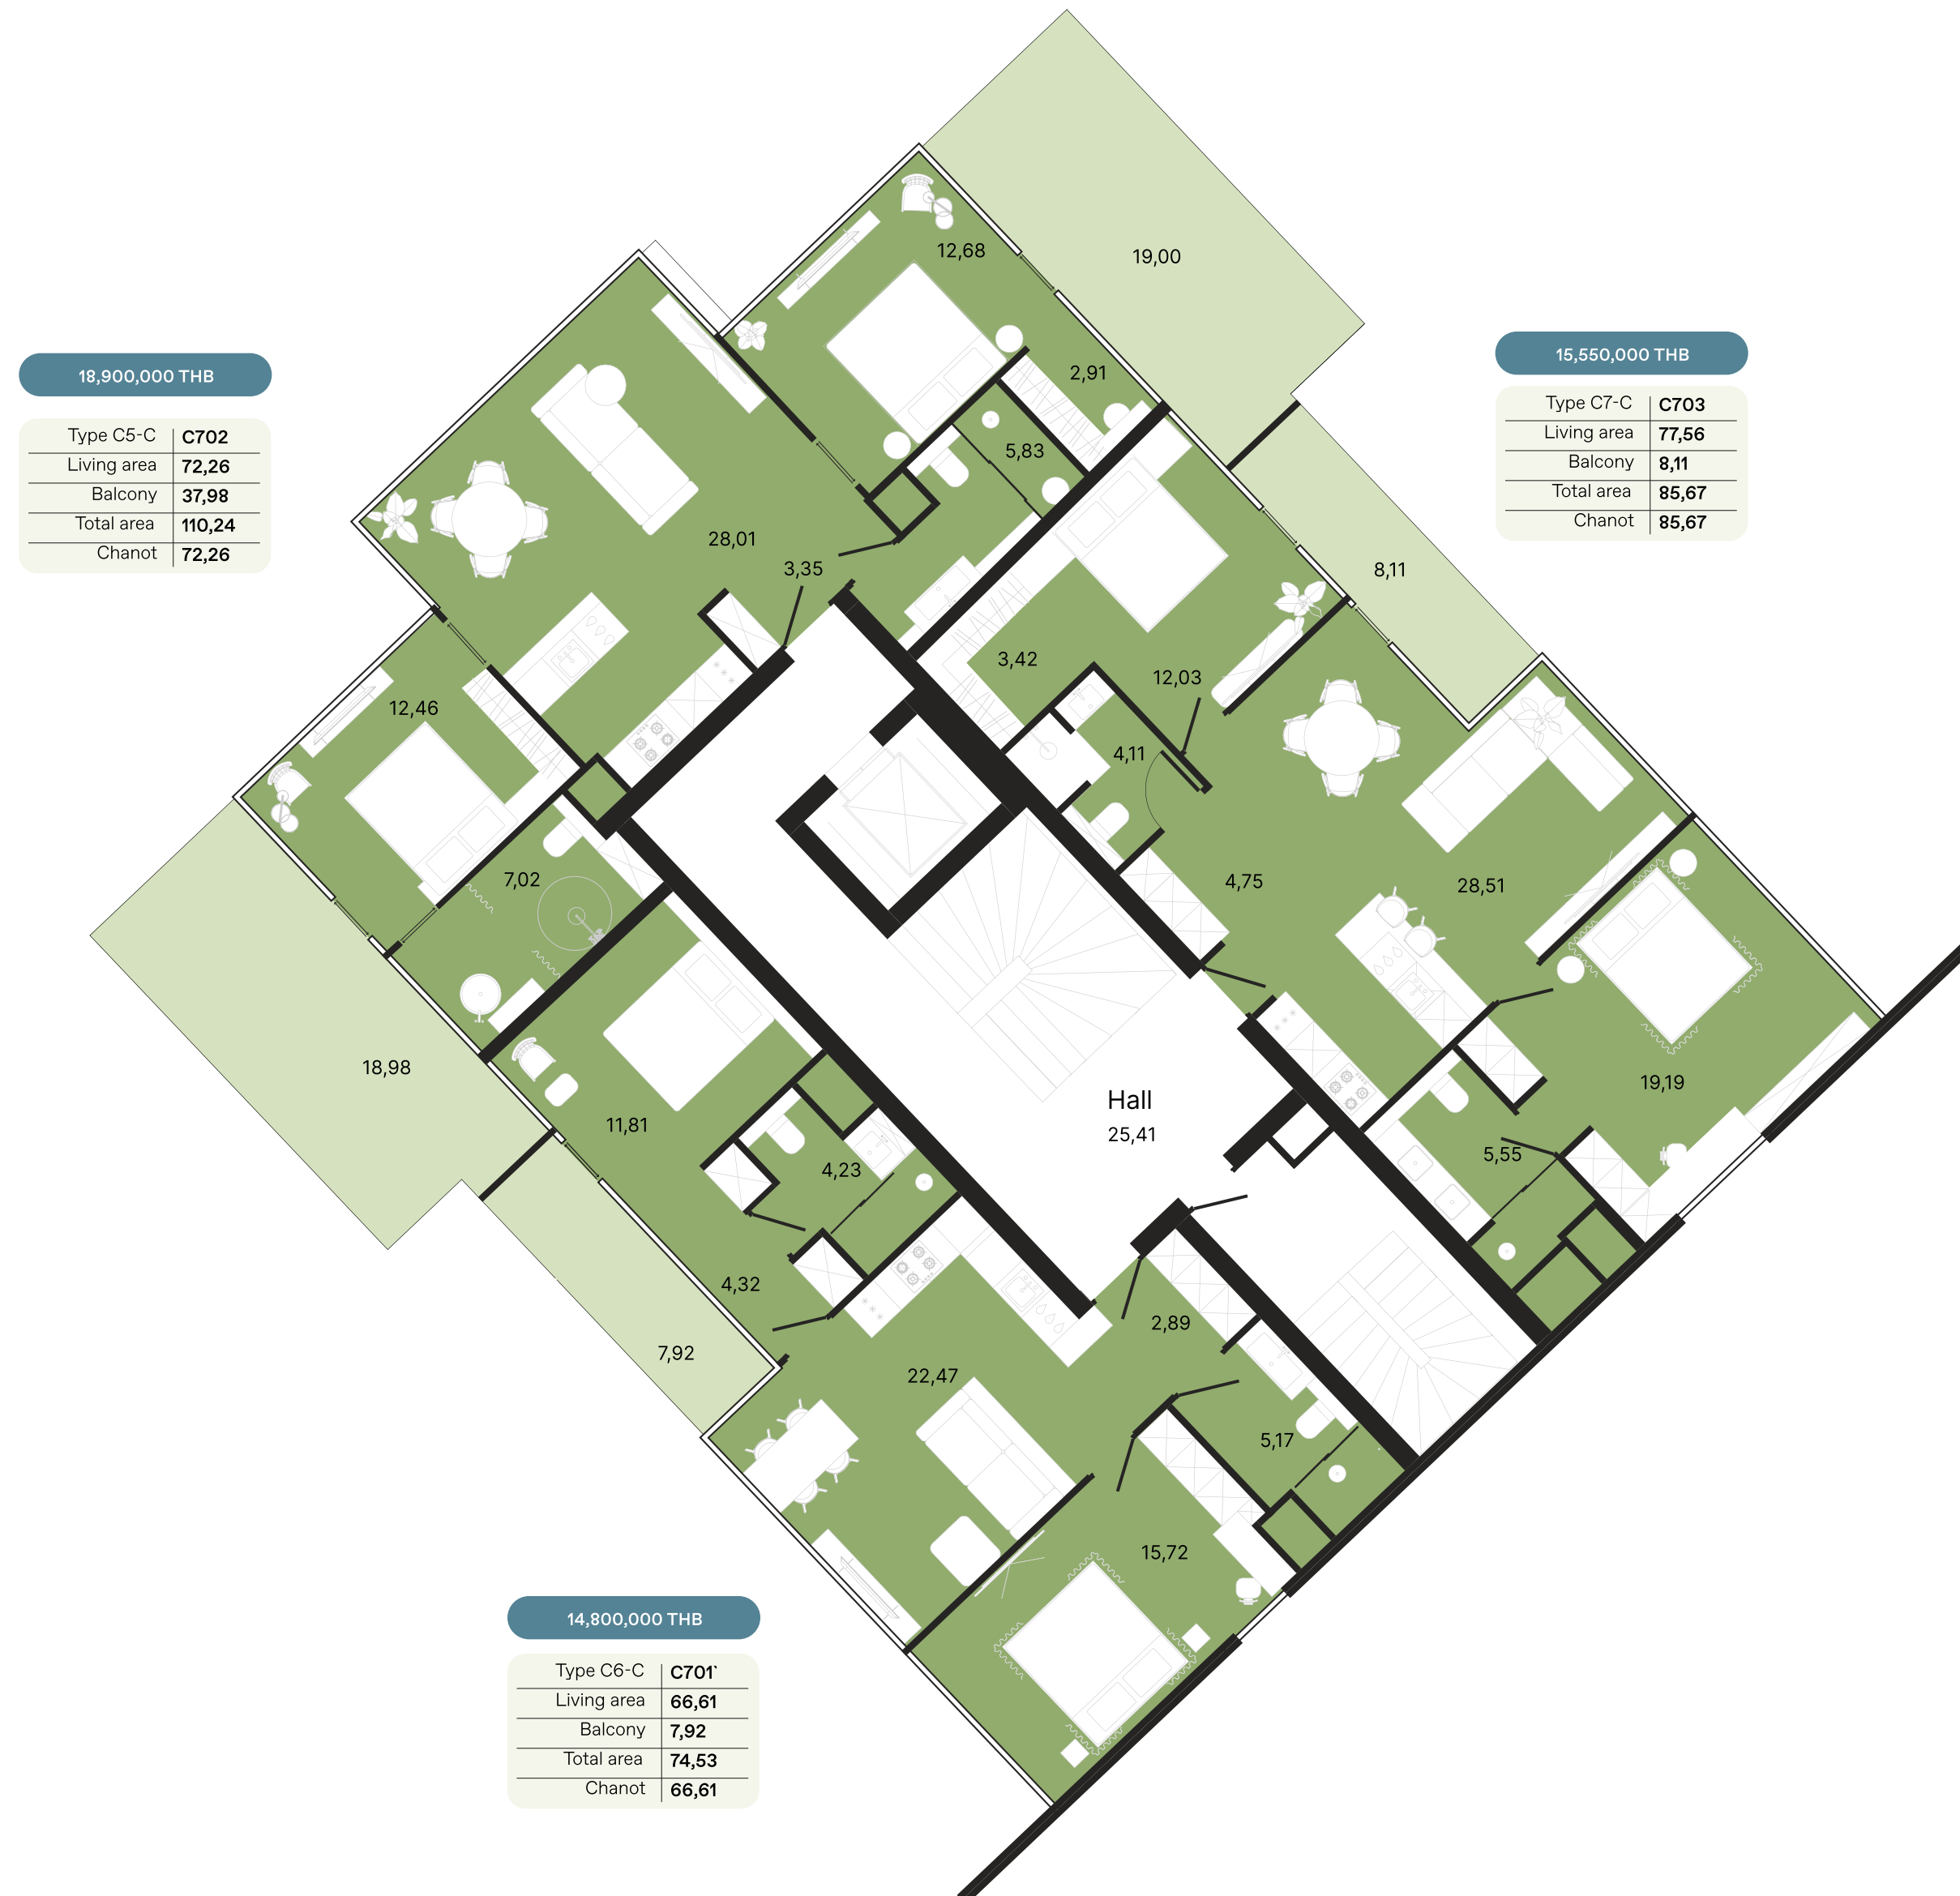 12,68
19,00
2,91
5,83
28,01
3,35
18,900,000 THB
Type C5-C C702
Living area 72,26
Balcony 37,98
Total area 110,24
Chanot 72,26
15,550,000 THB
Type C7-C C703
Living area 77,56
Balcony 8,11
Total area 85,67
Chanot 85,67
8,11
3,42
12,03
12,46
4,11
7,02
4,75
28,51
18,98
11,81
Hall
25,41
19,19
4,23
5,55
4,32
2,89
7,92
22,47
5,17
15,72
14,800,000 THB
Type C6-C C701`
Living area 66,61
Balcony 7,92
Total area 74,53
Chanot 66,61